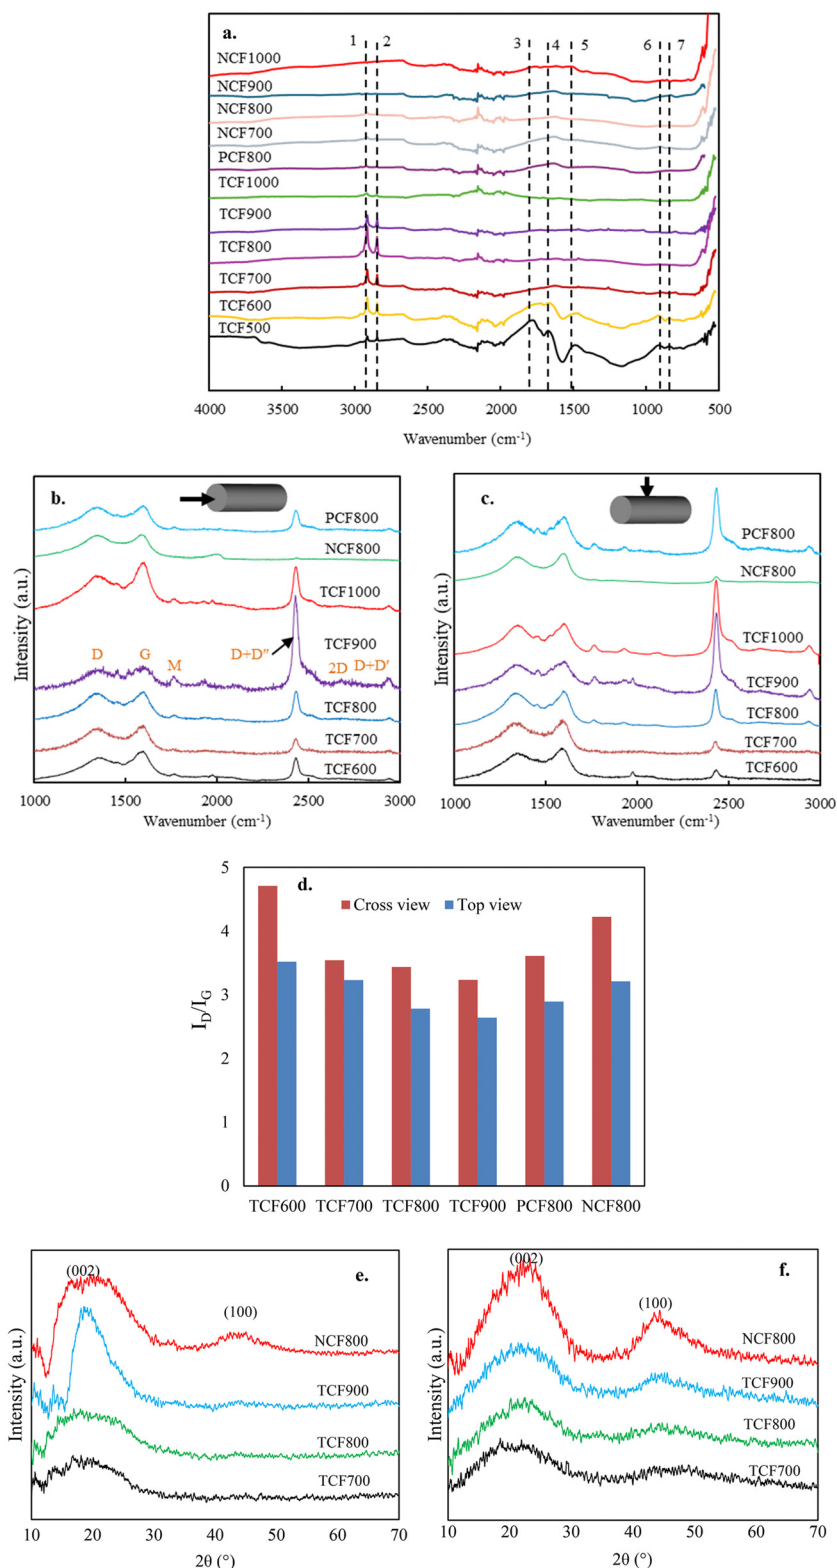 a.
1 2 3 4 5 6 7
NCF1000
NCF900
NCF800
NCF700
PCF800
TCF1000
TCF900
TCF800
TCF700
TCF600
TCF500
4000 3000 2500 2000 1500 1000 500
Wavenumber (cm-1)
b.
PCF800
NCF800
TCF1000
TCF900
D G M D+D″ 2D D+D′
TCF800
TCF700
TCF600
Intensity (a.u.)
1000 1500 2000 2500 3000
Wavenumber (cm-1)
c.
PCF800
NCF800
TCF1000
TCF900
TCF800
TCF700
TCF600
Intensity (a.u.)
1000 1500 2000 2500 3000
Wavenumber (cm-1)
d.
Cross view Top view
ID/IG
5
4
3
2
1
0
TCF600 TCF700 TCF800 TCF900 PCF800 NCF800
e.
(002)
(100)
NCF800
TCF900
TCF800
TCF700
Intensity (a.u.)
10 20 30 40 50 60 70
2θ (°)
f.
(002)
(100)
NCF800
TCF900
TCF800
TCF700
Intensity (a.u.)
10 20 30 40 50 60 70
2θ (°)